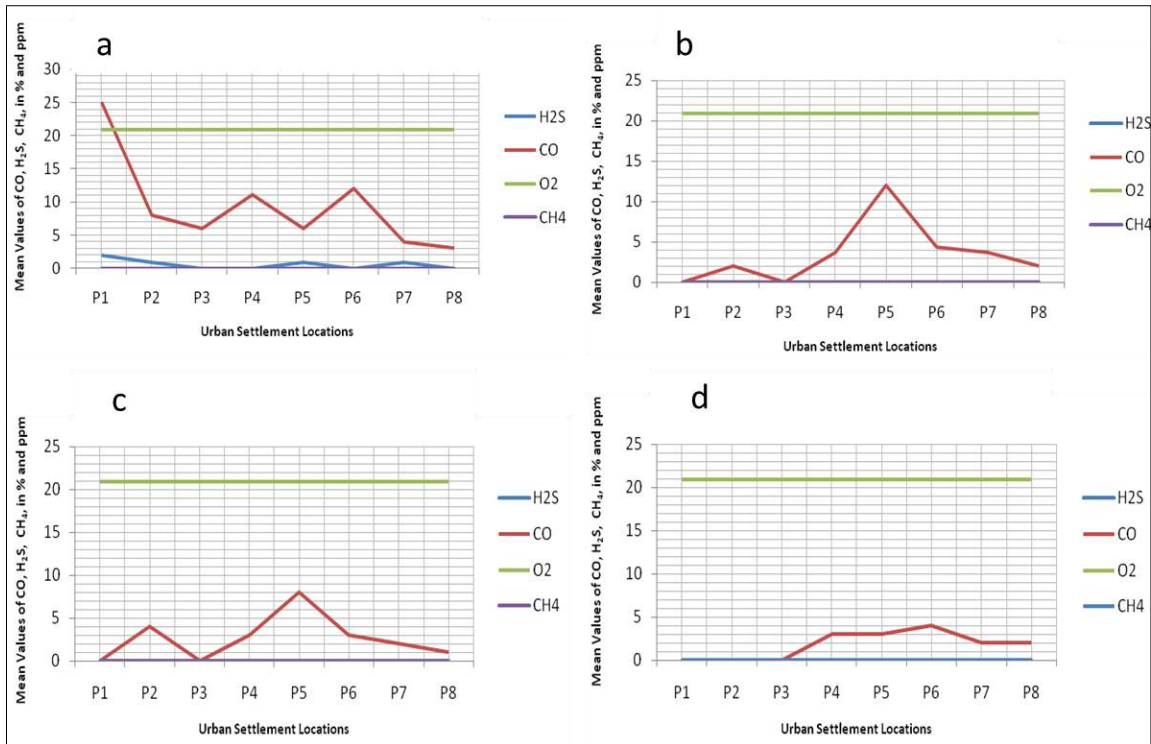 a
Mean Values of CO, H₂S, CH₄, in % and ppm
30
25
20
15
10
5
0
P1 P2 P3 P4 P5 P6 P7 P8
Urban Settlement Locations
H2S
CO
O2
CH4
b
Mean Values of CO, H₂S, CH₄, in % and ppm
25
20
15
10
5
0
P1 P2 P3 P4 P5 P6 P7 P8
Urban Settlement Locations
H2S
CO
O2
CH4
c
Mean Values of CO, H₂S, CH₄, in % and ppm
25
20
15
10
5
0
P1 P2 P3 P4 P5 P6 P7 P8
Urban Settlement Locations
H2S
CO
O2
CH4
d
Mean Values of CO, H₂S, CH₄, in % and ppm
25
20
15
10
5
0
P1 P2 P3 P4 P5 P6 P7 P8
Urban Settlement Locations
H2S
CO
O2
CH4